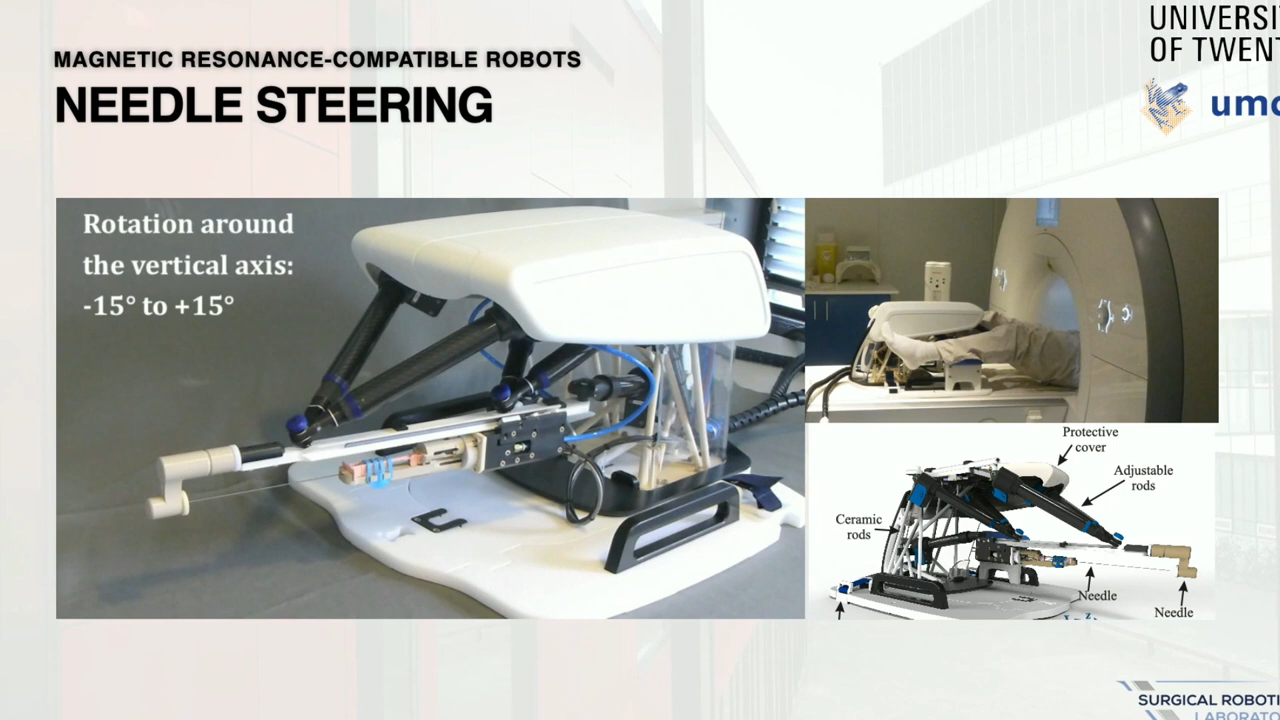 MAGNETIC RESONANCE-COMPATIBLE ROBOTS
NEEDLE STEERING
UNIVERSI
OF TWENT
umc
Rotation around
the vertical axis:
-15° to +15°
Protective
cover
Adjustable
rods
Ceramic
rods
Needle
Needle
SURGICAL ROBOTI
LABORATO